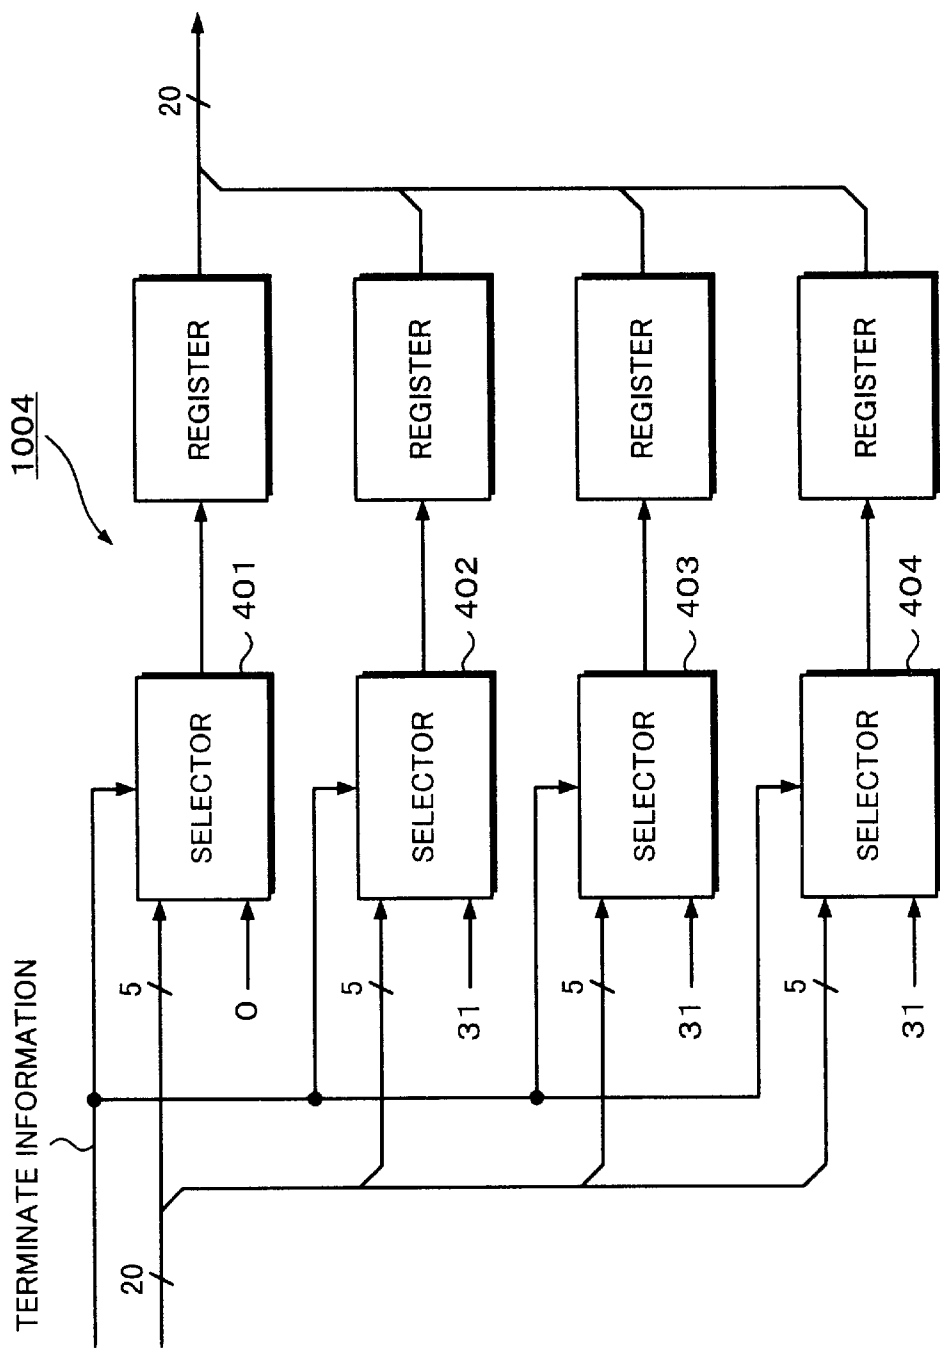 1004
TERMINATE INFORMATION
20
5
0
SELECTOR
401
REGISTER
20
5
31
SELECTOR
402
REGISTER
5
31
SELECTOR
403
REGISTER
5
31
SELECTOR
404
REGISTER